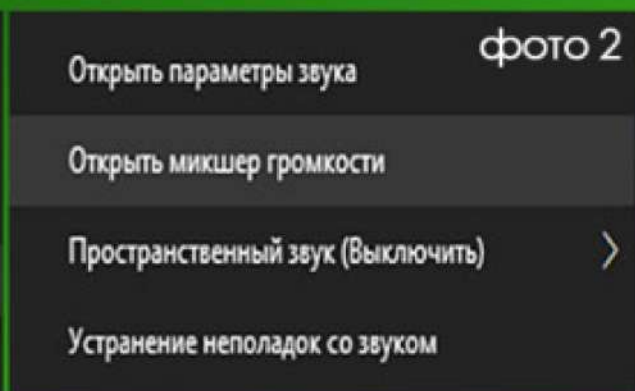 фото 2
Открыть параметры звука
Открыть микшер громкости
Пространственный звук (Выключить)
Устранение неполадок со звуком